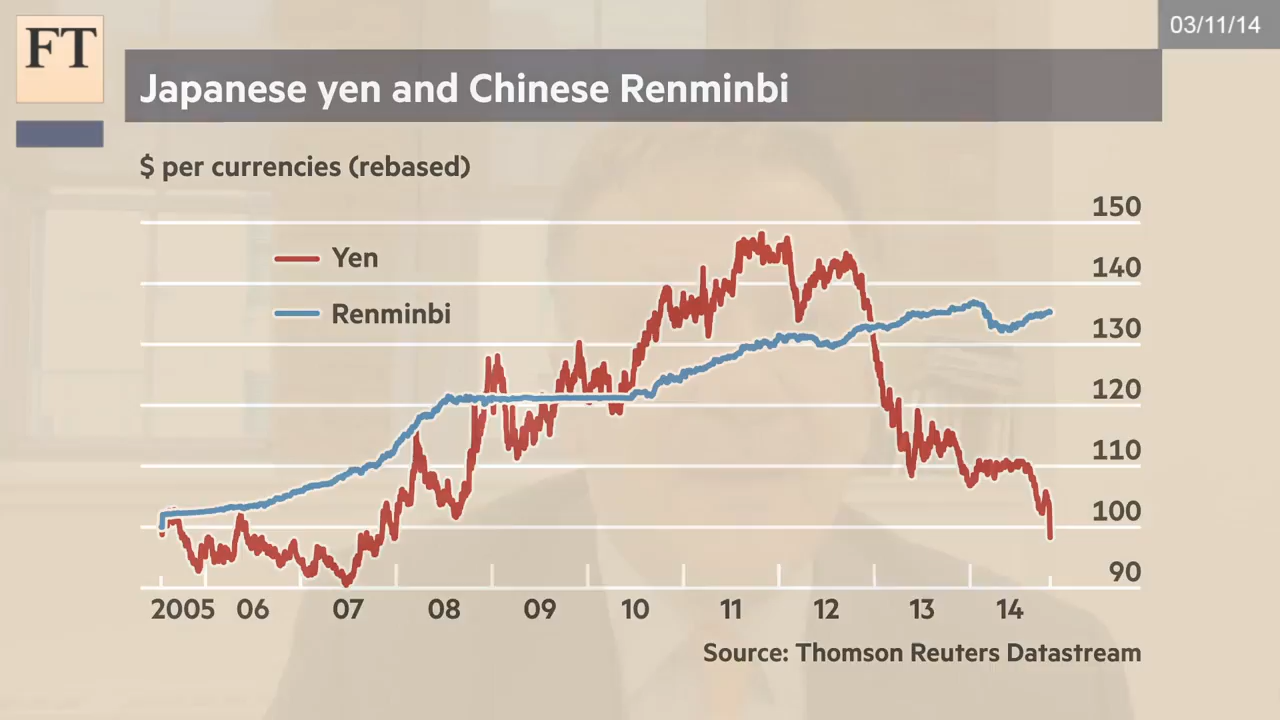 FT
03/11/14
Japanese yen and Chinese Renminbi
$ per currencies (rebased)
150
Yen
140
Renminbi
130
120
110
100
90
2005 06 07 08 09 10 11 12 13 14
Source: Thomson Reuters Datastream